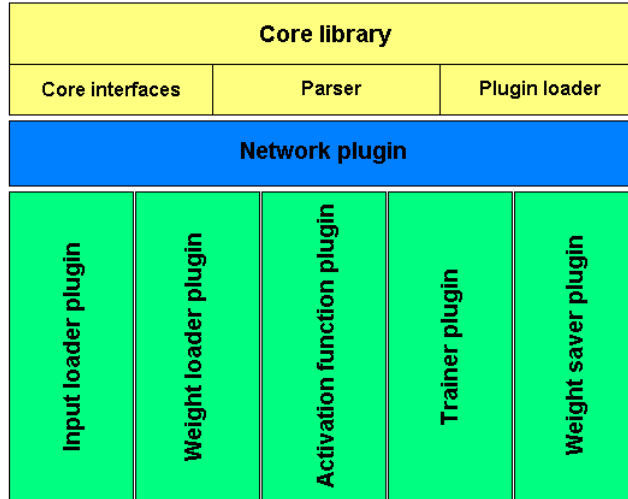 Core library
Core interfaces
Parser
Plugin loader
Network plugin
Input loader plugin
Weight loader plugin
Activation function plugin
Trainer plugin
Weight saver plugin